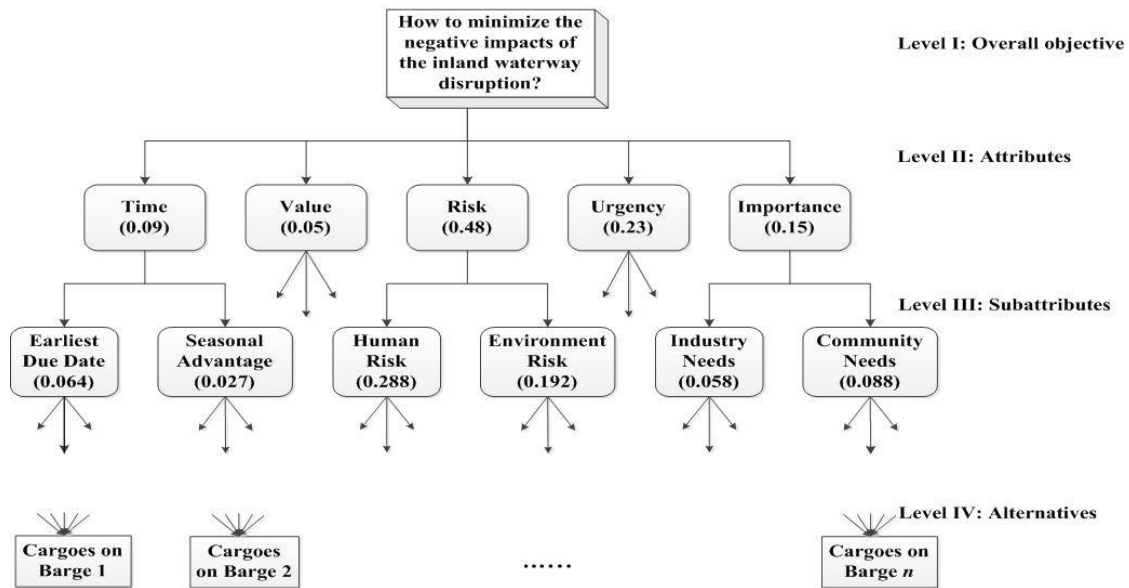 How to minimize the
negative impacts of
the inland waterway
disruption?
Level I: Overall objective
Level II: Attributes
Time
(0.09)
Value
(0.05)
Risk
(0.48)
Urgency
(0.23)
Importance
(0.15)
Level III: Subattributes
Earliest
Due Date
(0.064)
Seasonal
Advantage
(0.027)
Human
Risk
(0.288)
Environment
Risk
(0.192)
Industry
Needs
(0.058)
Community
Needs
(0.088)
Level IV: Alternatives
Cargoes on
Barge 1
Cargoes
on Barge 2
......
Cargoes on
Barge n